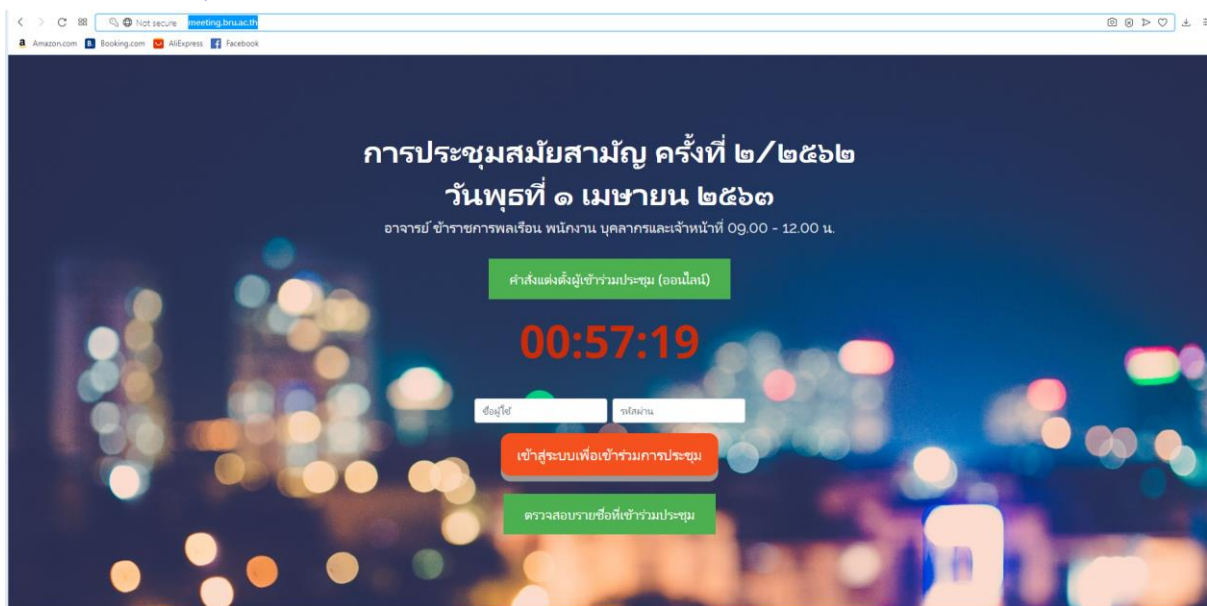 Not secure meeting.bru.ac.th
Amazon.com Booking.com AliExpress Facebook
การประชุมสมัยสามัญ ครั้งที่ ๒/๒๕๖๒
วันพุธที่ ๑ เมษายน ๒๕๖๓
อาจารย์ ข้าราชการพลเรือน พนักงาน บุคลากรและเจ้าหน้าที่ 09.00 - 12.00 น.
คำสั่งแต่งตั้งผู้เข้าร่วมประชุม (ออนไลน์)
00:57:19
ชื่อผู้ใช้ รหัสผ่าน
เข้าสู่ระบบเพื่อเข้าร่วมการประชุม
ตรวจสอบรายชื่อที่เข้าร่วมประชุม